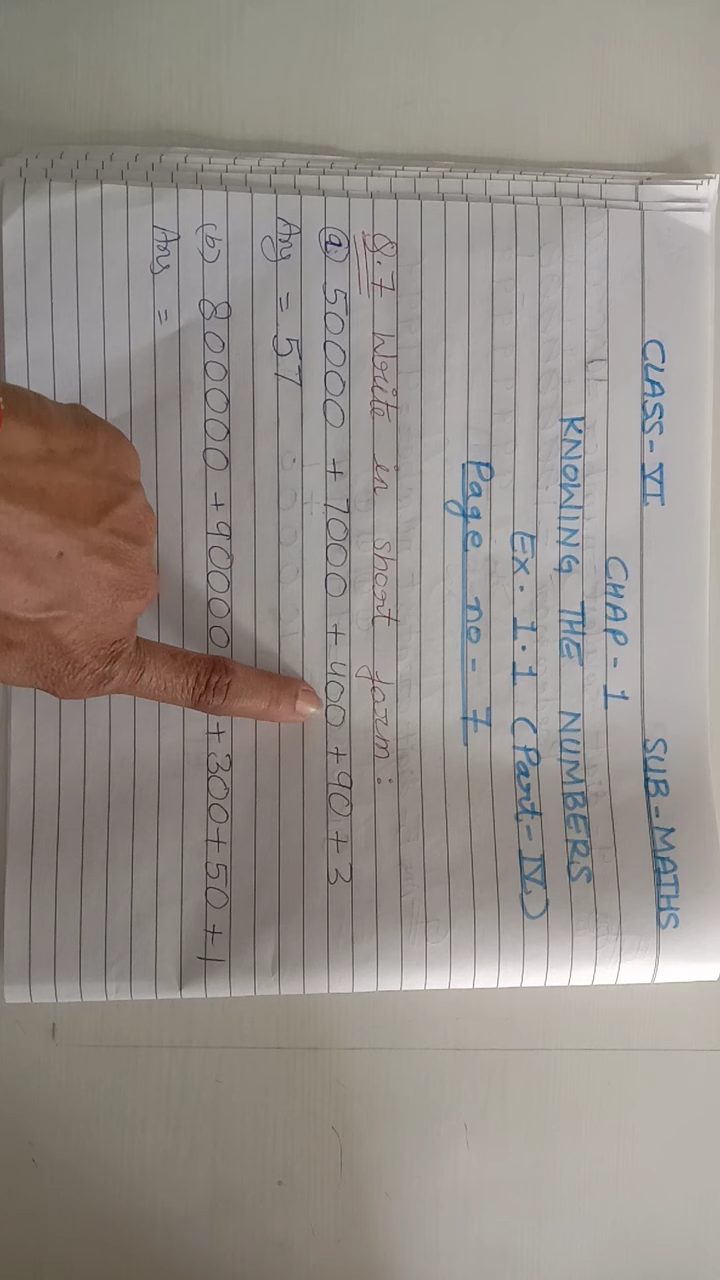 CLASS-VI SUB-MATHS
CHAP-1
KNOWING THE NUMBERS
Ex. 1.1 (Part-IV)
Page no-7
Q.7 Write in short form:
(a) 50000 + 7000 + 400 + 90 + 3
Ans = 57
(b) 800000 + 90000 + 300 + 50 + 1
Ans =